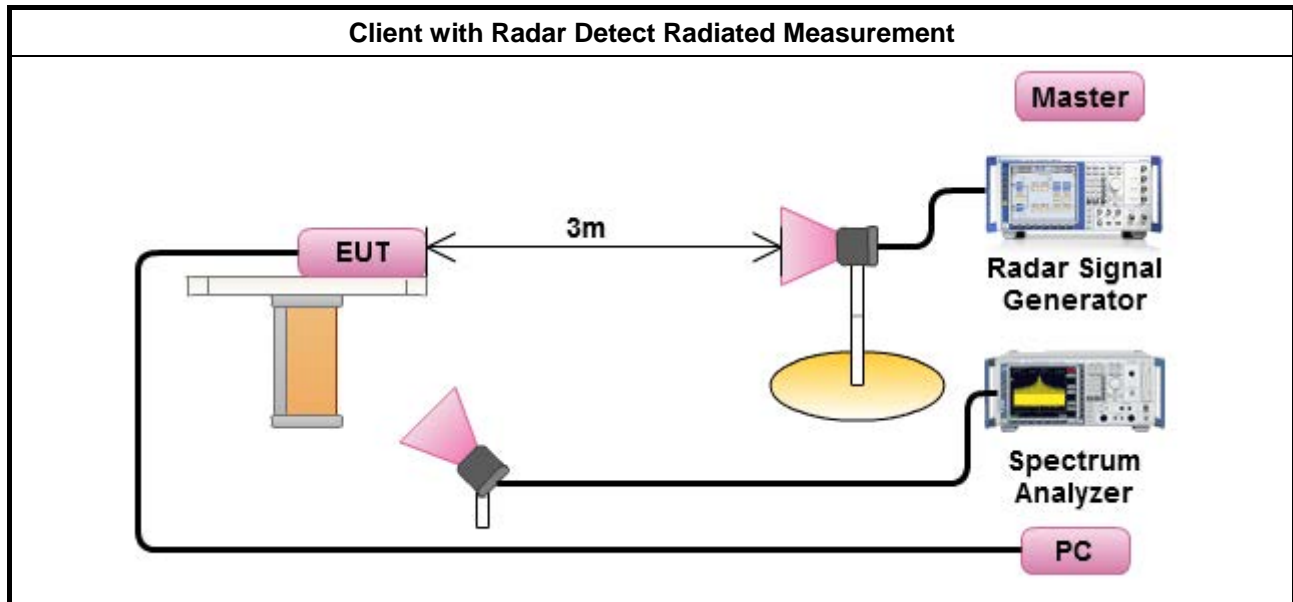 Client with Radar Detect Radiated Measurement
Master
3m
EUT
Radar Signal
Generator
Spectrum
Analyzer
PC